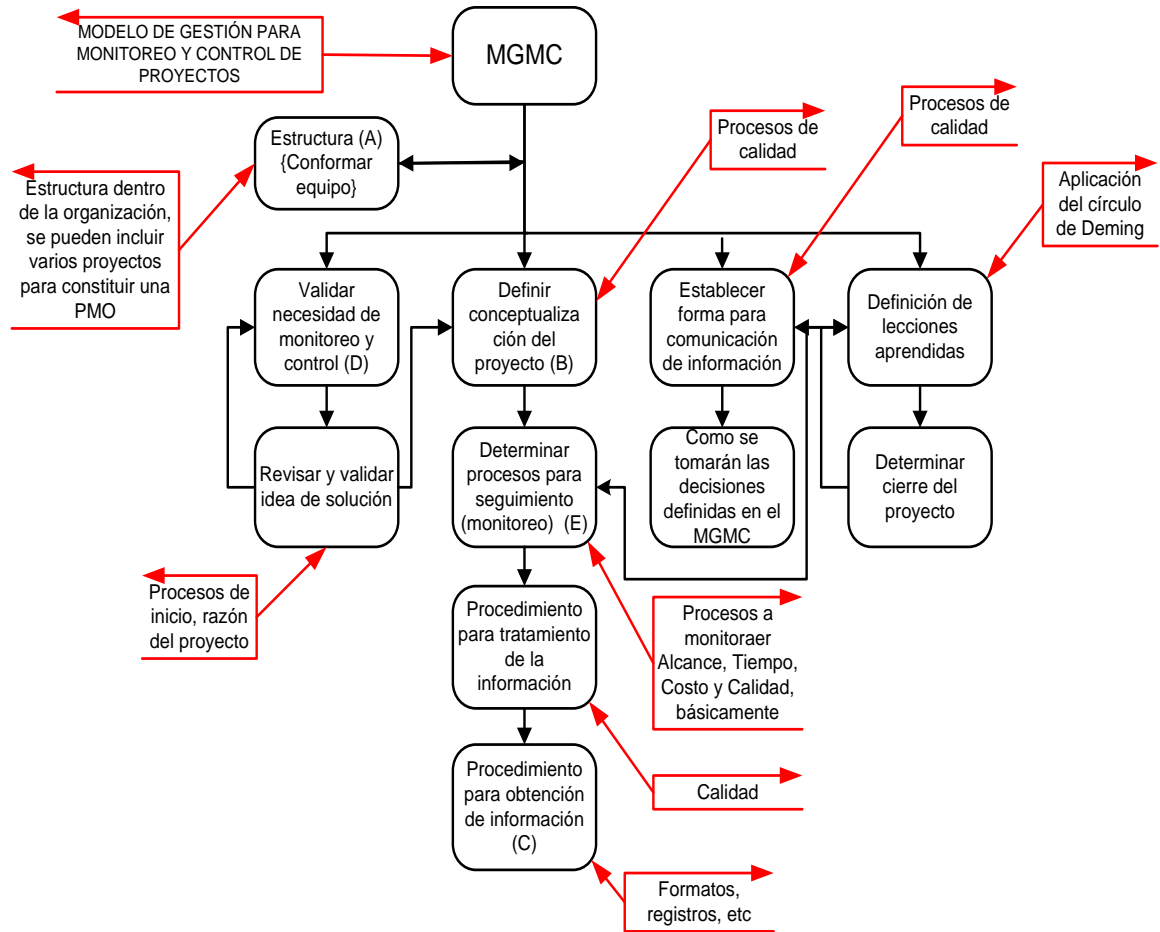 MODELO DE GESTIÓN PARA
MONITOREO Y CONTROL DE
PROYECTOS
MGMC
Estructura (A)
{Conformar
equipo}
Procesos de
calidad
Procesos de
calidad
Aplicación
del círculo
de Deming
Estructura dentro
de la organización,
se pueden incluir
varios proyectos
para constituir una
PMO
Validar
necesidad de
monitoreo y
control (D)
Definir
conceptualiza
ción del
proyecto (B)
Establecer
forma para
comunicación
de información
Definición de
lecciones
aprendidas
Revisar y validar
idea de solución
Determinar
procesos para
seguimiento
(monitoreo) (E)
Como se
tomarán las
decisiones
definidas en el
MGMC
Determinar
cierre del
proyecto
Procesos de
inicio, razón
del proyecto
Procedimiento
para tratamiento
de la
información
Procesos a
monitoraer
Alcance, Tiempo,
Costo y Calidad,
básicamente
Procedimiento
para obtención
de información
(C)
Calidad
Formatos,
registros, etc